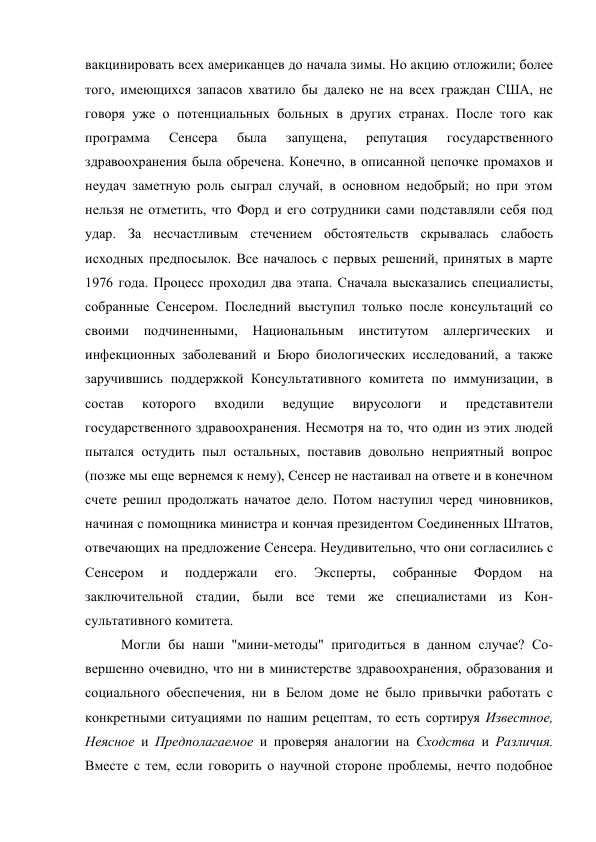 вакцинировать всех американцев до начала зимы. Но акцию отложили; более
того, имеющихся запасов хватило бы далеко не на всех граждан США, не
говоря уже о потенциальных больных в других странах. После того как
программа Сенсера была запущена, репутация государственного
здравоохранения была обречена. Конечно, в описанной цепочке промахов и
неудач заметную роль сыграл случай, в основном недобрый; но при этом
нельзя не отметить, что Форд и его сотрудники сами подставляли себя под
удар. За несчастливым стечением обстоятельств скрывалась слабость
исходных предпосылок. Все началось с первых решений, принятых в марте
1976 года. Процесс проходил два этапа. Сначала высказались специалисты,
собранные Сенсером. Последний выступил только после консультаций со
своими подчиненными, Национальным институтом аллергических и
инфекционных заболеваний и Бюро биологических исследований, а также
заручившись поддержкой Консультативного комитета по иммунизации, в
состав которого входили ведущие вирусологи и представители
государственного здравоохранения. Несмотря на то, что один из этих людей
пытался остудить пыл остальных, поставив довольно неприятный вопрос
(позже мы еще вернемся к нему), Сенсер не настаивал на ответе и в конечном
счете решил продолжать начатое дело. Потом наступил черед чиновников,
начиная с помощника министра и кончая президентом Соединенных Штатов,
отвечающих на предложение Сенсера. Неудивительно, что они согласились с
Сенсером и поддержали его. Эксперты, собранные Фордом на
заключительной стадии, были все теми же специалистами из Кон-
сультативного комитета.
Могли бы наши "мини-методы" пригодиться в данном случае? Со-
вершенно очевидно, что ни в министерстве здравоохранения, образования и
социального обеспечения, ни в Белом доме не было привычки работать с
конкретными ситуациями по нашим рецептам, то есть сортируя Известное,
Неясное и Предполагаемое и проверяя аналогии на Сходства и Различия.
Вместе с тем, если говорить о научной стороне проблемы, нечто подобное